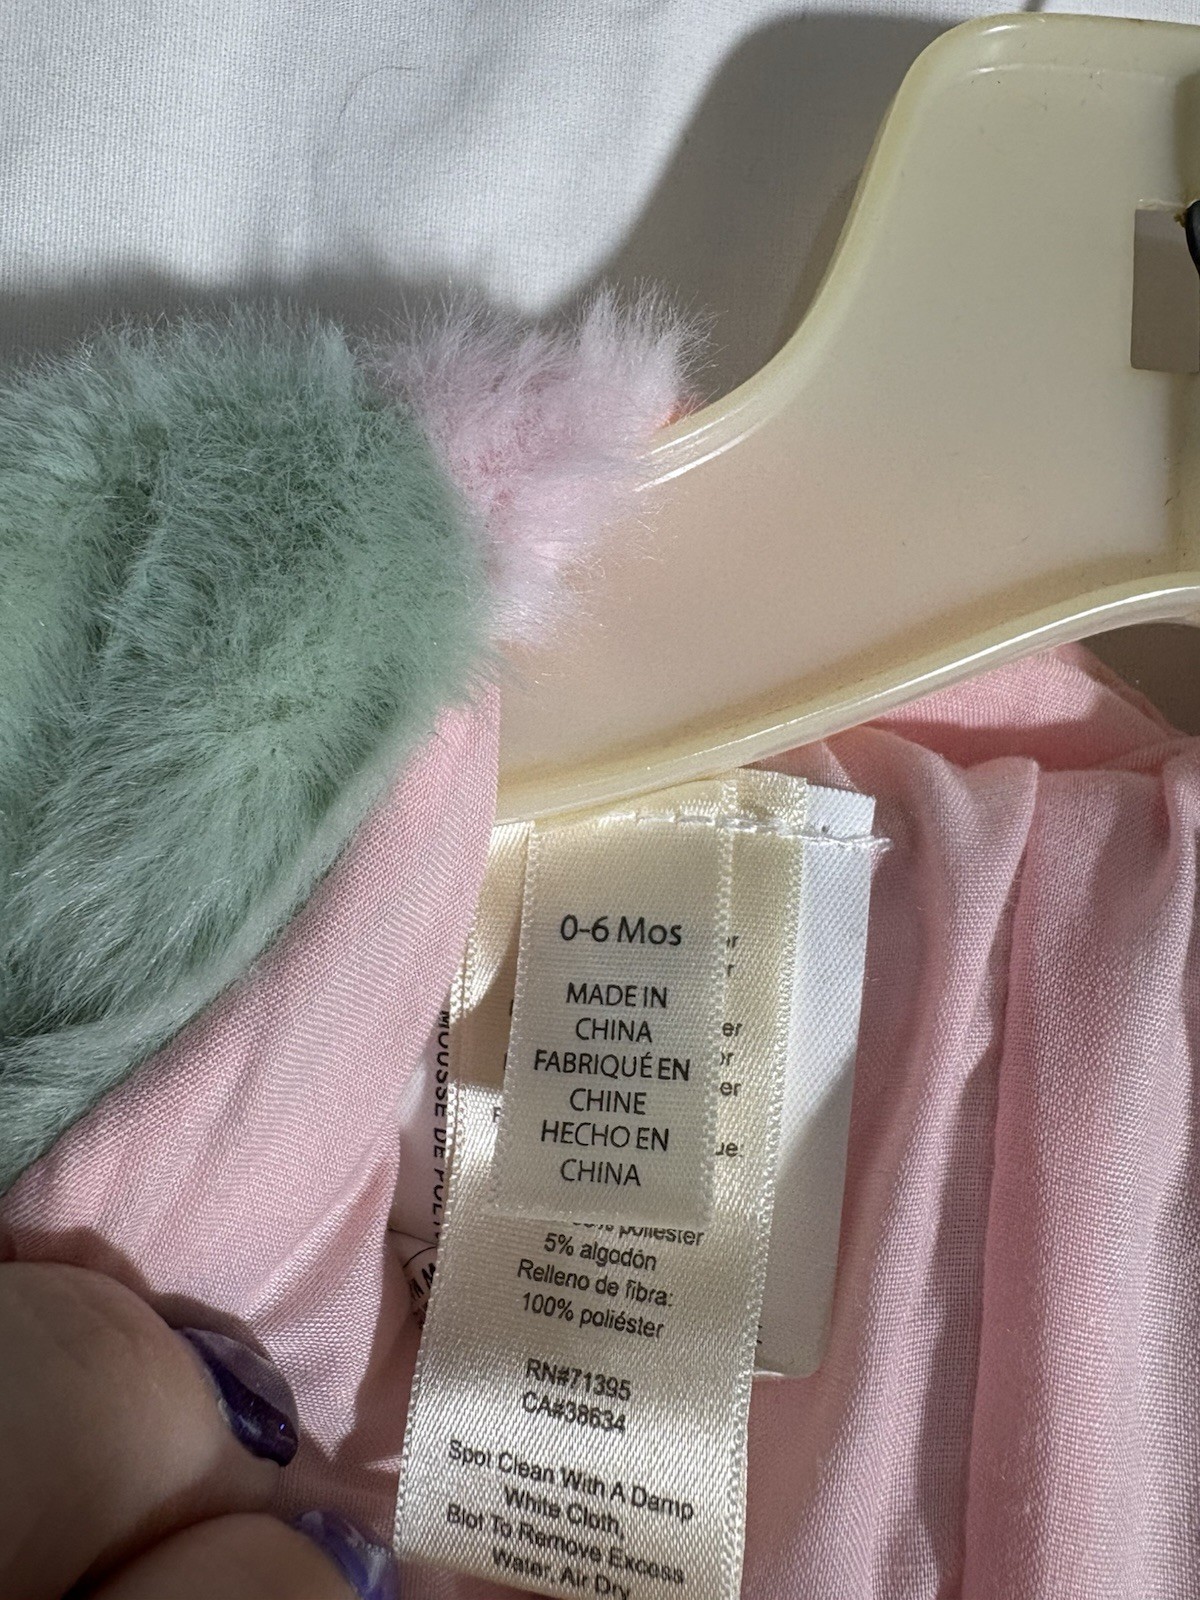 0-6 Mos
MADE IN
CHINA
FABRIQUÉ EN
CHINE
HECHO EN
CHINA
poliéster
5% algodón
Relleno de fibra:
100% poliéster
RN#71395
CA#38634
Spot Clean With A Damp
White Cloth,
Blot To Remove Excess
Water, Air Dry
MOUSSE DE